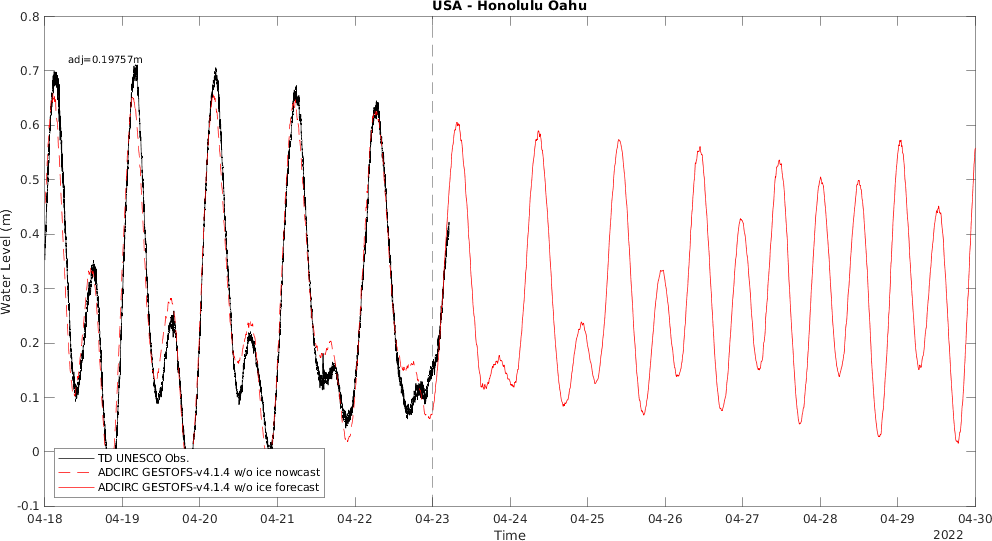 USA - Honolulu Oahu
adj=0.19757m
0.8
0.7
0.6
0.5
0.4
0.3
0.2
0.1
0
-0.1
Water Level (m)
TD UNESCO Obs.
ADCIRC GESTOFS-v4.1.4 w/o ice nowcast
ADCIRC GESTOFS-v4.1.4 w/o ice forecast
04-18 04-19 04-20 04-21 04-22 04-23 04-24 04-25 04-26 04-27 04-28 04-29 04-30
Time
2022